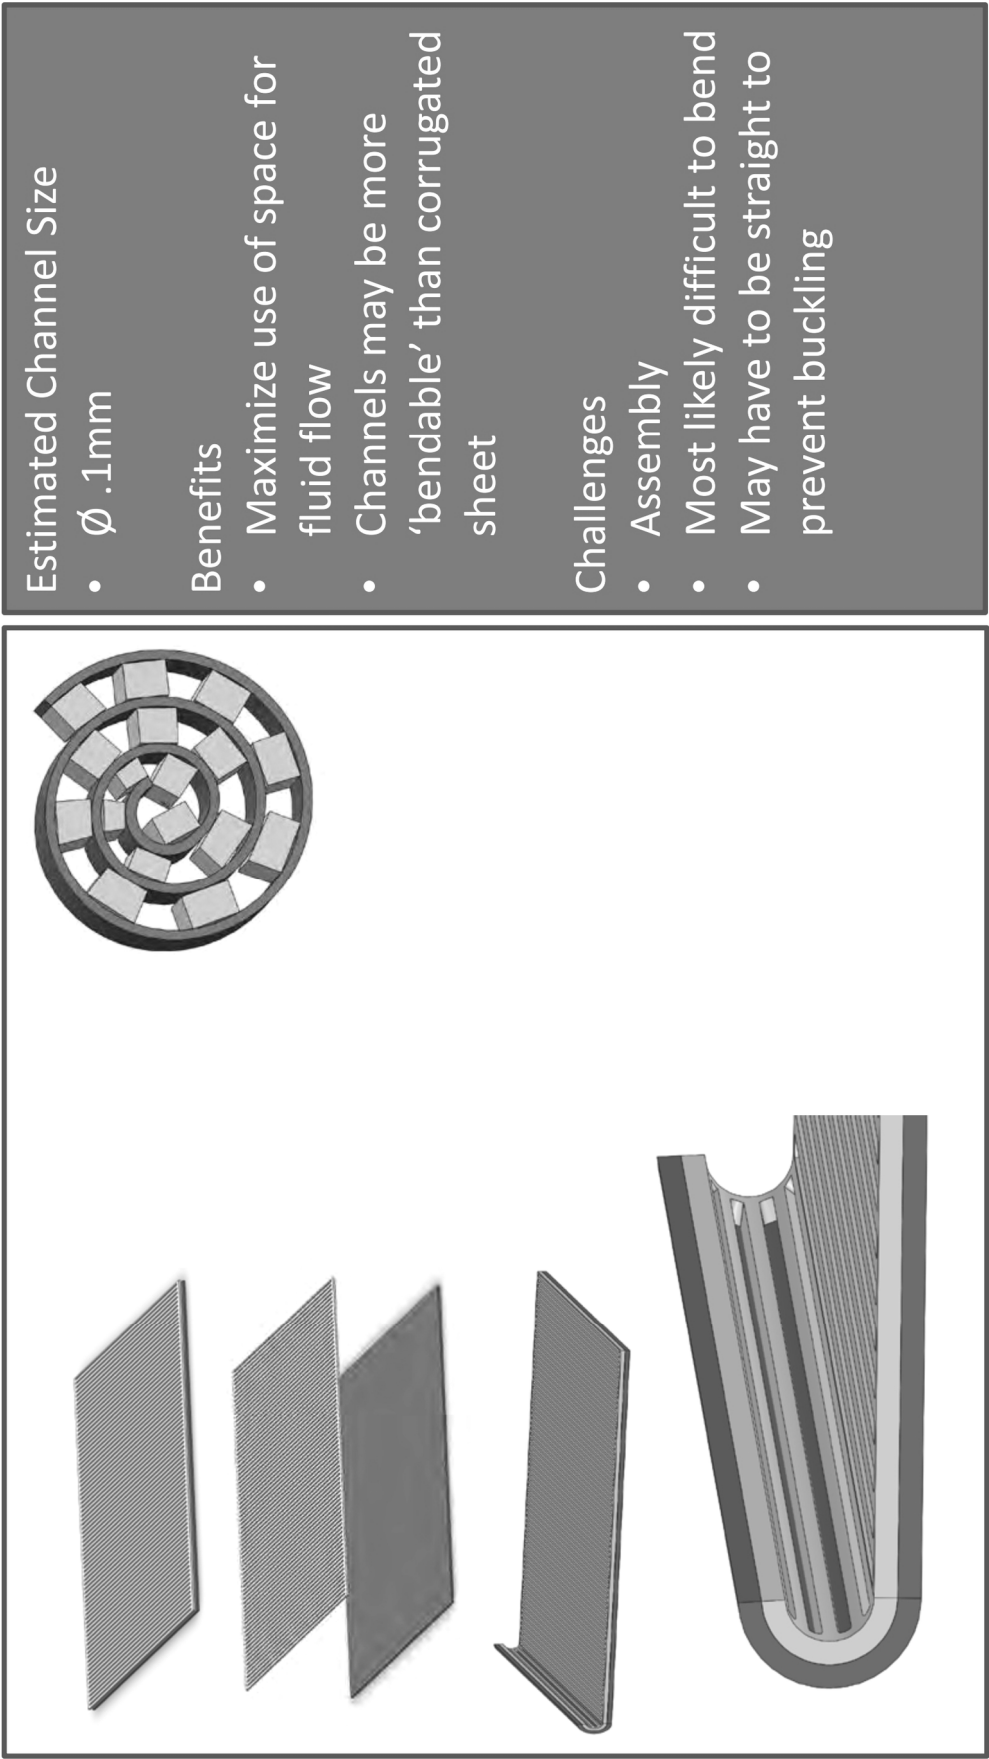 Estimated Channel Size
• Ø .1mm
Benefits
• Maximize use of space for
fluid flow
• Channels may be more
‘bendable’ than corrugated
sheet
Challenges
• Assembly
• Most likely difficult to bend
• May have to be straight to
prevent buckling